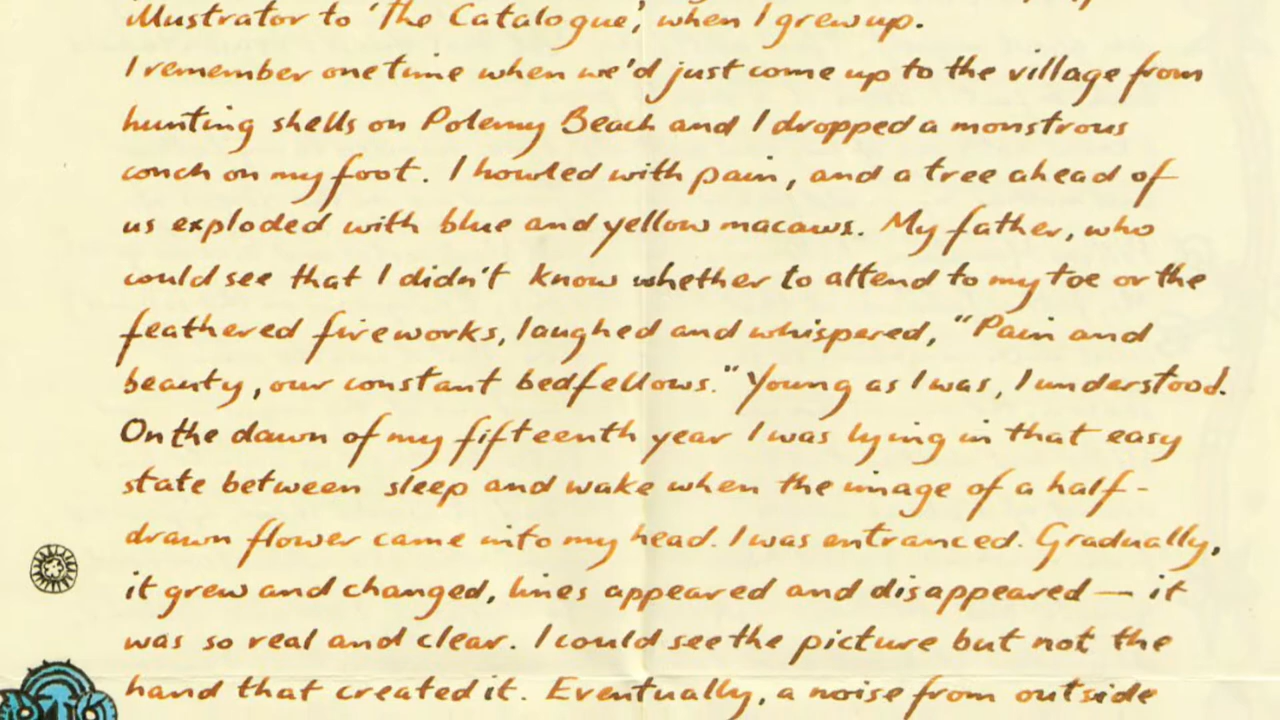 illustrator to 'The Catalogue', when I grew up.
I remember one time when we'd just come up to the village from
hunting shells on Polemy Beach and I dropped a monstrous
conch on my foot. I howled with pain, and a tree ahead of
us exploded with blue and yellow macaws. My father, who
could see that I didn't know whether to attend to my toe or the
feathered fireworks, laughed and whispered, "Pain and
beauty, our constant bedfellows." Young as I was, I understood.
On the dawn of my fifteenth year I was lying in that easy
state between sleep and wake when the image of a half-
drawn flower came into my head. I was entranced. Gradually,
it grew and changed, lines appeared and disappeared — it
was so real and clear. I could see the picture but not the
hand that created it. Eventually, a noise from outside